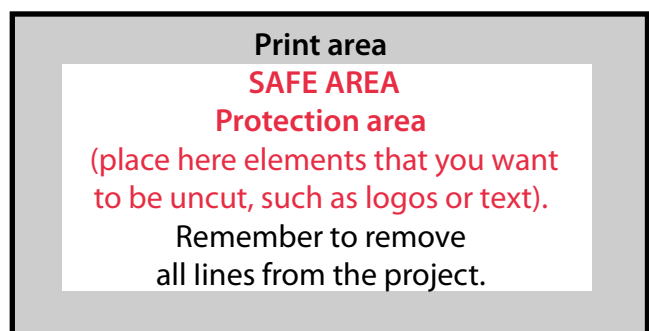 Print area
SAFE AREA
Protection area
(place here elements that you want
to be uncut, such as logos or text).
Remember to remove
all lines from the project.